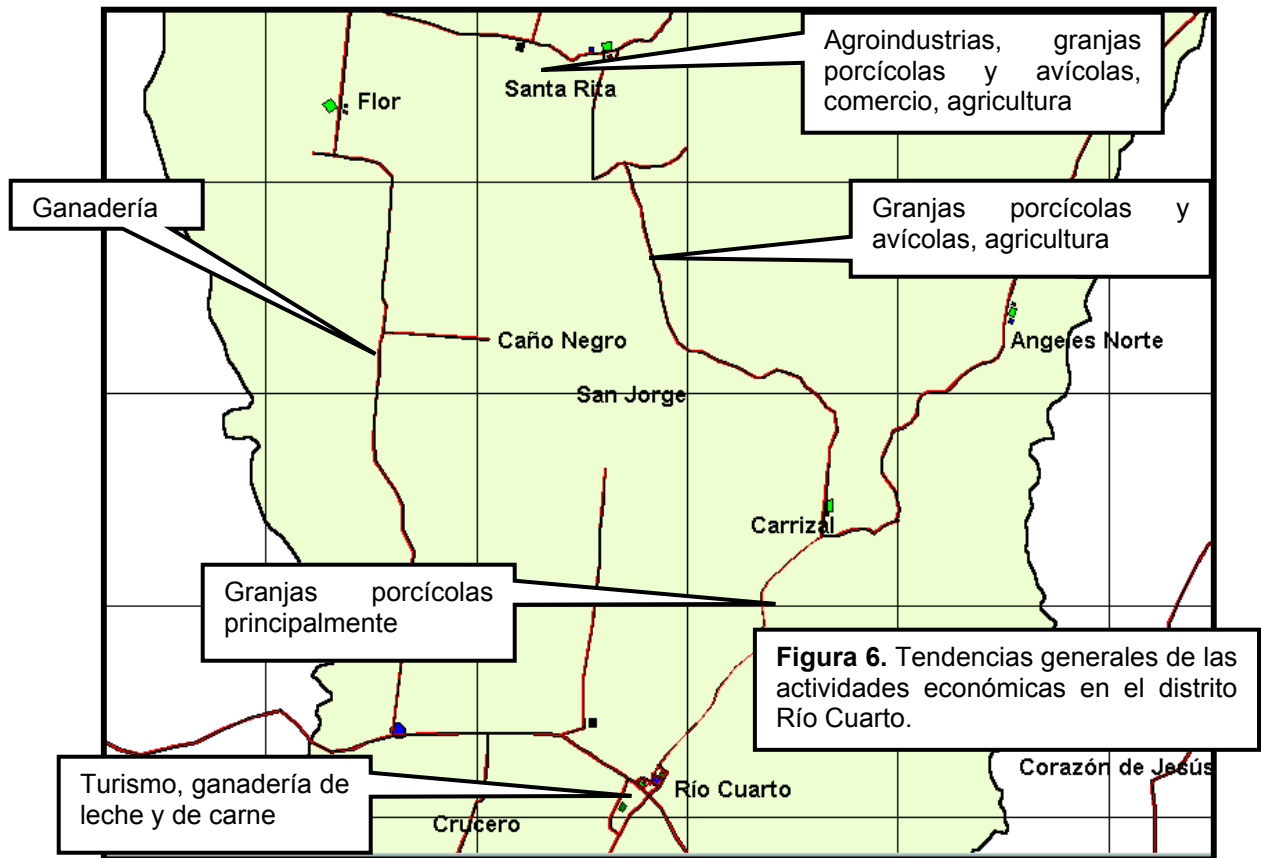 Agroindustrias, granjas
porcícolas y avícolas,
comercio, agricultura
Santa Rita
Flor
Ganadería
Granjas porcícolas y
avícolas, agricultura
Caño Negro
Angeles Norte
San Jorge
Carrizal
Granjas porcícolas
principalmente
Figura 6. Tendencias generales de las
actividades económicas en el distrito
Río Cuarto.
Turismo, ganadería de
leche y de carne
Río Cuarto
Corazón de Jesús
Crucero